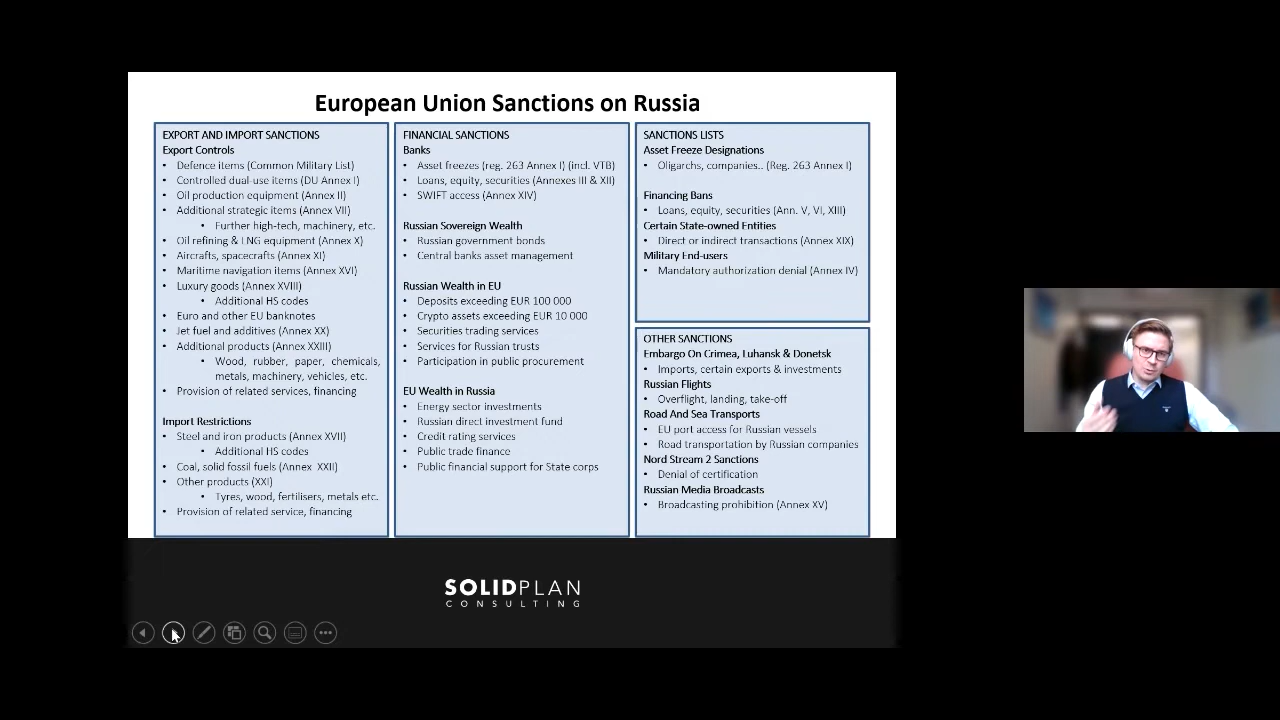 European Union Sanctions on Russia
EXPORT AND IMPORT SANCTIONS
Export Controls
• Defence items (Common Military List)
• Controlled dual-use items (DU Annex I)
• Oil production equipment (Annex II)
• Additional strategic items (Annex VII)
• Further high-tech, machinery, etc.
• Oil refining & LNG equipment (Annex X)
• Aircrafts, spacecrafts (Annex XI)
• Maritime navigation items (Annex XVI)
• Luxury goods (Annex XVIII)
• Additional HS codes
• Euro and other EU banknotes
• Jet fuel and additives (Annex XX)
• Additional products (Annex XXIII)
• Wood, rubber, paper, chemicals,
metals, machinery, vehicles, etc.
• Provision of related services, financing
Import Restrictions
• Steel and iron products (Annex XVII)
• Additional HS codes
• Coal, solid fossil fuels (Annex XXII)
• Other products (XXI)
• Tyres, wood, fertilisers, metals etc.
• Provision of related service, financing
FINANCIAL SANCTIONS
Banks
• Asset freezes (reg. 263 Annex I) (incl. VTB)
• Loans, equity, securities (Annexes III & XII)
• SWIFT access (Annex XIV)
Russian Sovereign Wealth
• Russian government bonds
• Central banks asset management
Russian Wealth in EU
• Deposits exceeding EUR 100 000
• Crypto assets exceeding EUR 10 000
• Securities trading services
• Services for Russian trusts
• Participation in public procurement
EU Wealth in Russia
• Energy sector investments
• Russian direct investment fund
• Credit rating services
• Public trade finance
• Public financial support for State corps
SANCTIONS LISTS
Asset Freeze Designations
• Oligarchs, companies.. (Reg. 263 Annex I)
Financing Bans
• Loans, equity, securities (Ann. V, VI, XIII)
Certain State-owned Entities
• Direct or indirect transactions (Annex XIX)
Military End-users
• Mandatory authorization denial (Annex IV)
OTHER SANCTIONS
Embargo On Crimea, Luhansk & Donetsk
• Imports, certain exports & investments
Russian Flights
• Overflight, landing, take-off
Road And Sea Transports
• EU port access for Russian vessels
• Road transportation by Russian companies
Nord Stream 2 Sanctions
• Denial of certification
Russian Media Broadcasts
• Broadcasting prohibition (Annex XV)
SOLIDPLAN
CONSULTING